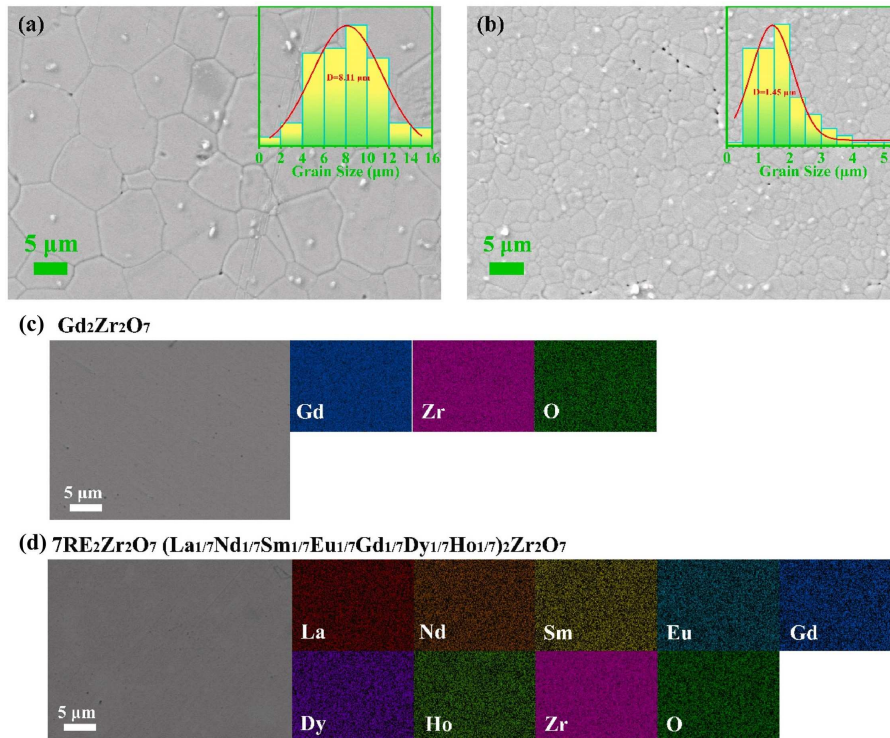 (a)
D=8.11 μm
0 2 4 6 8 10 12 14 16
Grain Size (μm)
5 μm
(b)
D=1.45 μm
0 1 2 3 4 5
Grain Size (μm)
5 μm
(c) Gd₂Zr₂O₇
Gd Zr O
5 μm
(d) 7RE₂Zr₂O₇ (La₁/₇Nd₁/₇Sm₁/₇Eu₁/₇Gd₁/₇Dy₁/₇Ho₁/₇)₂Zr₂O₇
La Nd Sm Eu Gd
5 μm
Dy Ho Zr O